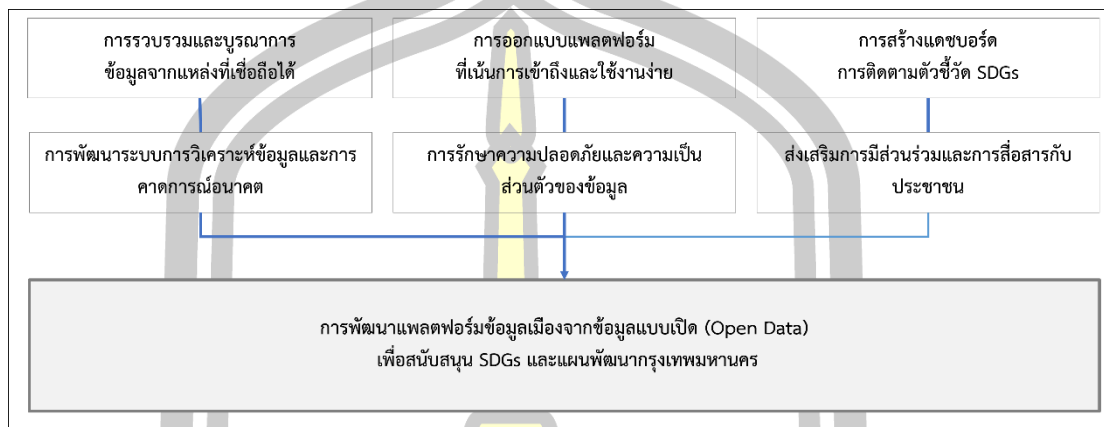 การรวบรวมและบูรณาการ
ข้อมูลจากแหล่งที่เชื่อถือได้
การออกแบบแพลตฟอร์ม
ที่เน้นการเข้าถึงและใช้งานง่าย
การสร้างแดชบอร์ด
การติดตามตัวชี้วัด SDGs
การพัฒนาระบบการวิเคราะห์ข้อมูลและการ
คาดการณ์อนาคต
การรักษาความปลอดภัยและความเป็น
ส่วนตัวของข้อมูล
ส่งเสริมการมีส่วนร่วมและการสื่อสารกับ
ประชาชน
การพัฒนาแพลตฟอร์มข้อมูลเมืองจากข้อมูลแบบเปิด (Open Data)
เพื่อสนับสนุน SDGs และแผนพัฒนากรุงเทพมหานคร